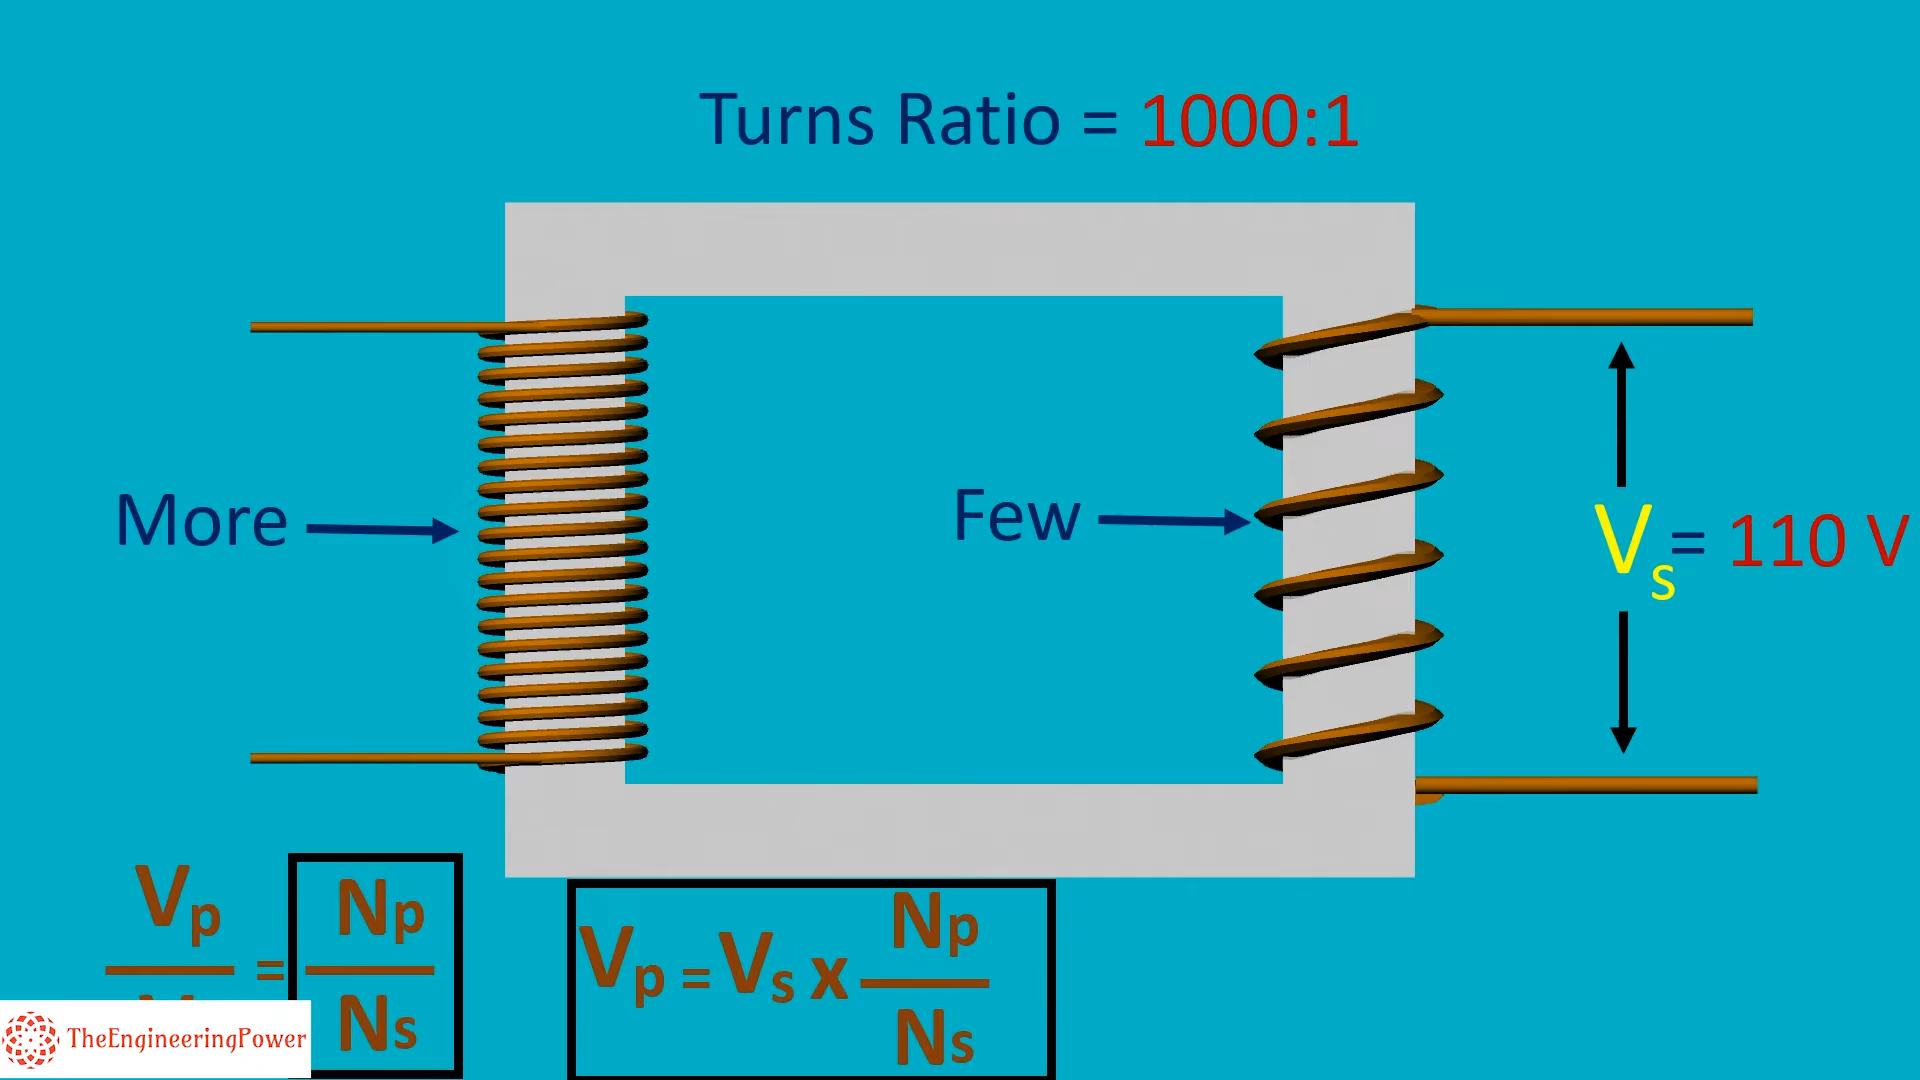 Turns Ratio = 1000:1
More
Few
Vs = 110 V
Vp
=
Np
Ns
Vp = Vs x Np
Ns
TheEngineeringPower